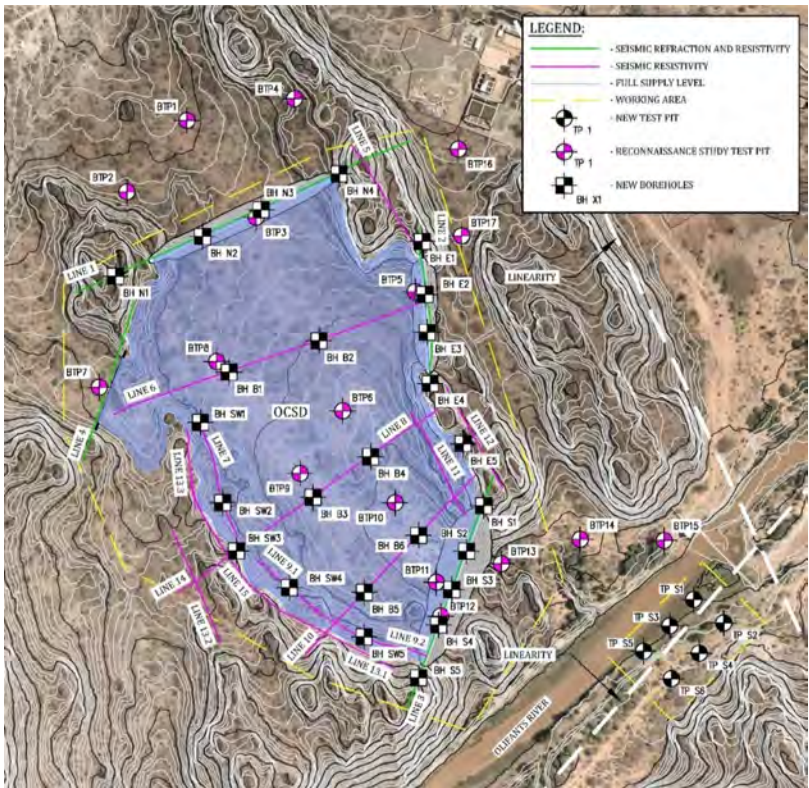 LEGEND:
- SEISMIC REFRACTION AND RESISTIVITY
- SEISMIC RESISTIVITY
- FULL SUPPLY LEVEL
- WORKING AREA
- NEW TEST PIT
TP 1
- RECONNAISSANCE STUDY TEST PIT
TP 1
- NEW BOREHOLES
BH X1
BTP4
BTP1
LINE 5
BTP16
BTP2
BH N4
BH N3
BTP3
BH N2
LINE 2
BTP17
BH E1
LINE 1
BH N1
LINEARITY
BTP5
BH E2
BTP8
BH B2
BH E3
BTP7
LINE 6
BH B1
BH E4
BH SW1
OCSD
BTP6
LINE 8
LINE 12
LINE 4
LINE 7
BH B4
LINE 11
BH E5
LINE 13.3
BTP9
BH SW2
BH B3
BTP10
BH S1
BH SW3
BH B6
BH S2
BTP14
BTP15
BTP13
LINE 9.1
LINE 14
LINE 15
BH SW4
BTP11
BH S3
BH B5
TP S1
BTP12
TP S3
TP S2
LINE 13.2
LINE 10
BH SW5
LINE 9.2
BH S4
TP S5
LINEARITY
TP S4
LINE 13.1
BH S5
TP S6
LINE 3
OLIFANTS RIVER